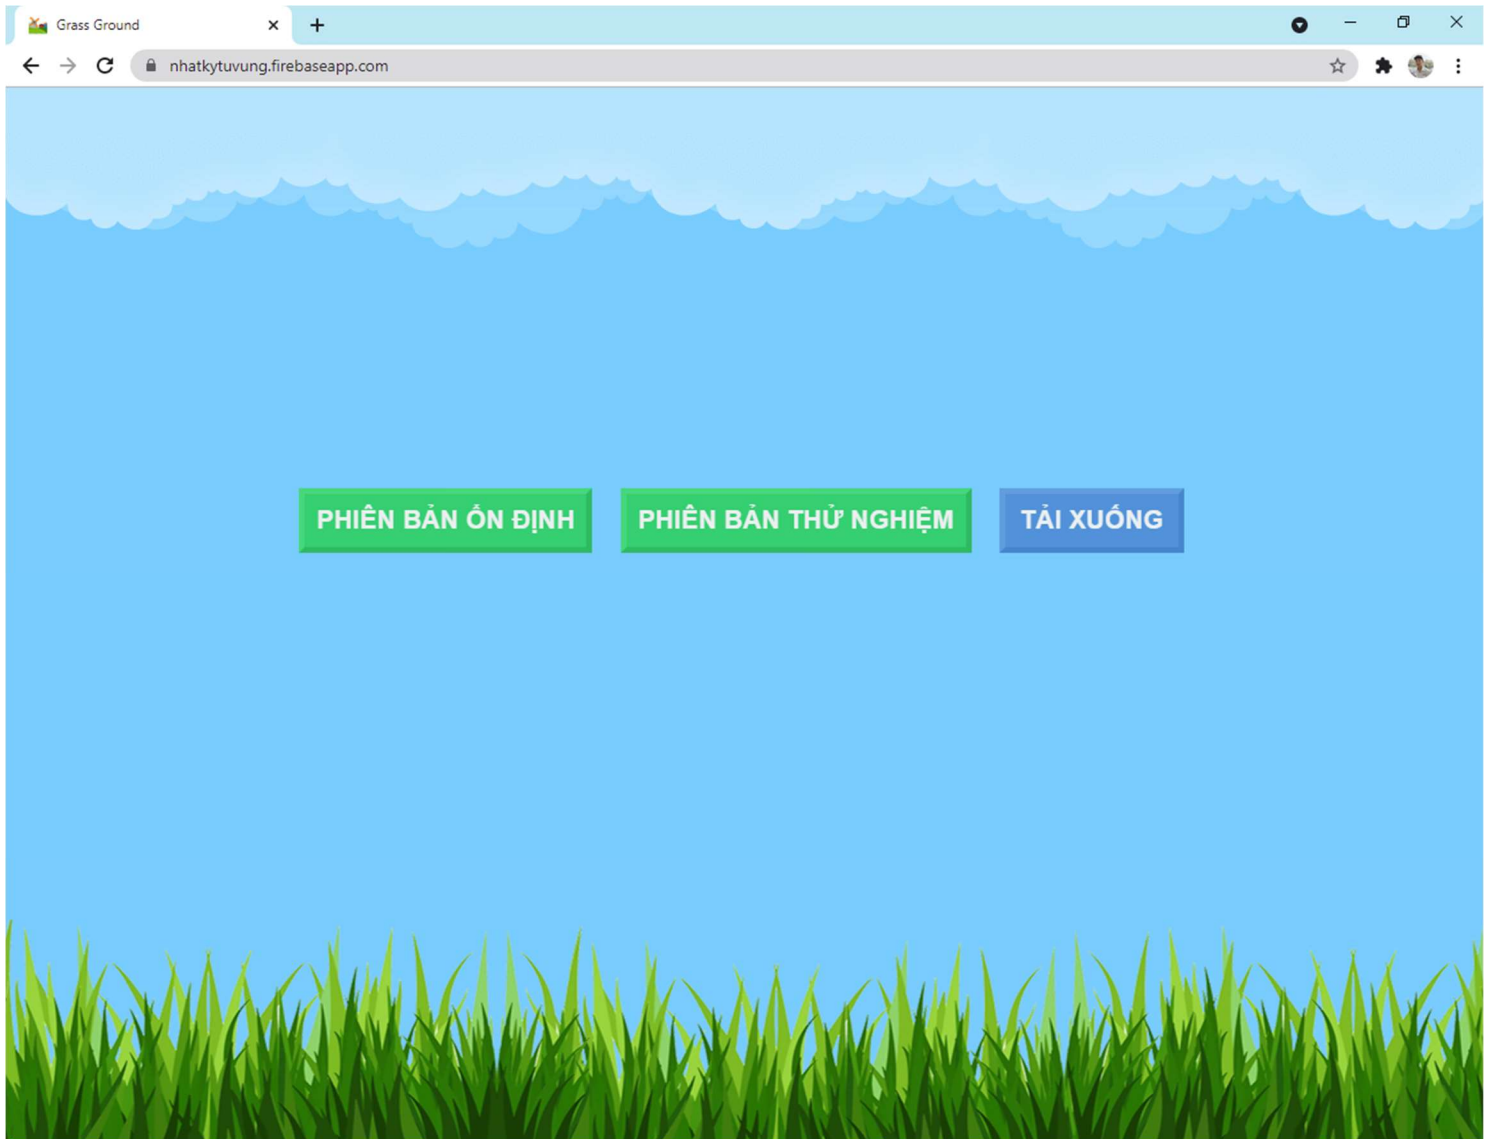 Grass Ground
nhatkytuvung.firebaseapp.com
PHIÊN BẢN ỔN ĐỊNH
PHIÊN BẢN THỬ NGHIỆM
TẢI XUỐNG